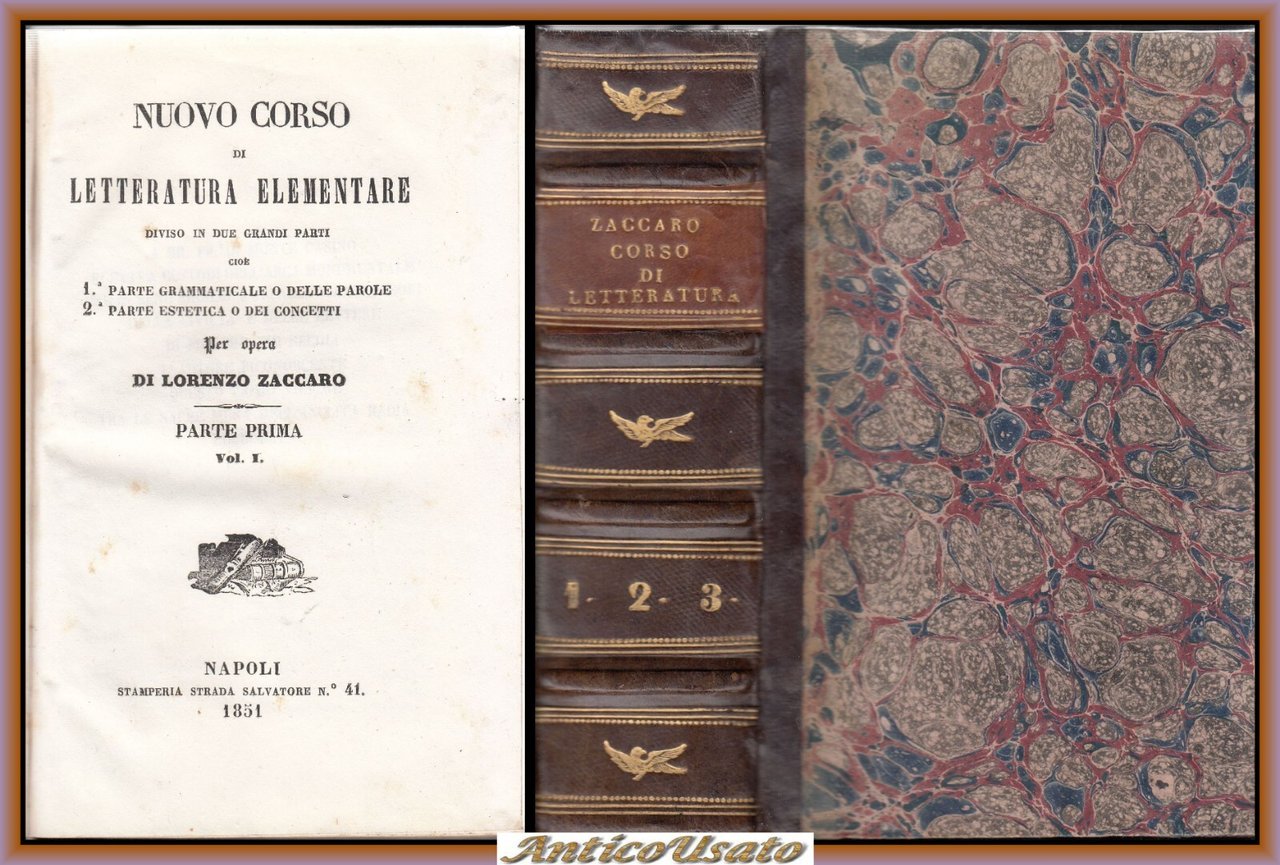 NUOVO CORSO
DI
LETTERATURA ELEMENTARE
DIVISO IN DUE GRANDI PARTI
CIOÈ
1.ª PARTE GRAMMATICALE O DELLE PAROLE
2.ª PARTE ESTETICA O DEI CONCETTI
Per opera
DI LORENZO ZACCARO
PARTE PRIMA
Vol. I.
NAPOLI
STAMPERIA STRADA SALVATORE N.º 41.
1851
ZACCARO
CORSO
DI
LETTERATURA
1- 2- 3-
AnticoUsato